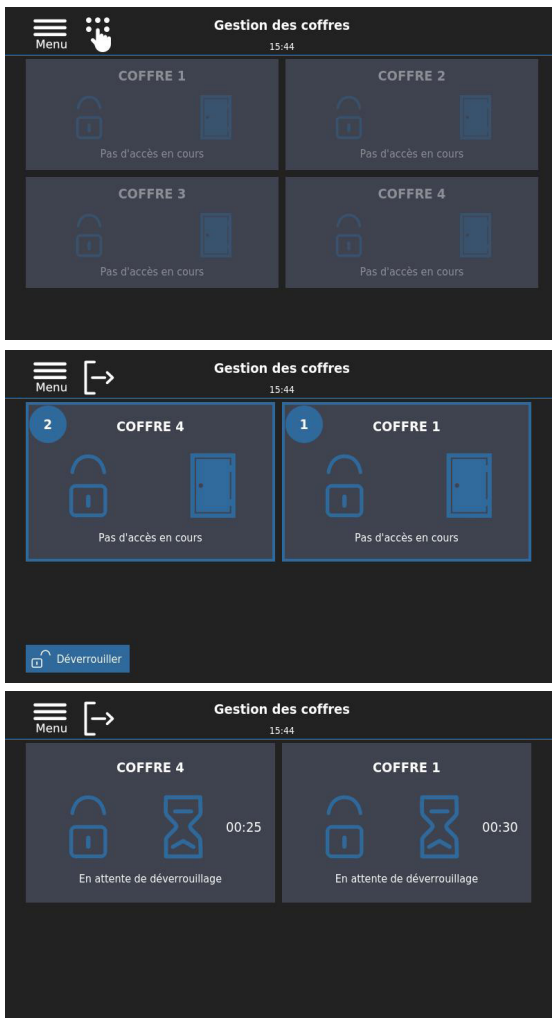 Gestion des coffres
Menu
15:44
COFFRE 1
COFFRE 2
Pas d'accès en cours
Pas d'accès en cours
COFFRE 3
COFFRE 4
Pas d'accès en cours
Pas d'accès en cours
Gestion des coffres
Menu
15:44
2
COFFRE 4
1
COFFRE 1
Pas d'accès en cours
Pas d'accès en cours
Déverrouiller
Gestion des coffres
Menu
15:44
COFFRE 4
COFFRE 1
00:25
00:30
En attente de déverrouillage
En attente de déverrouillage